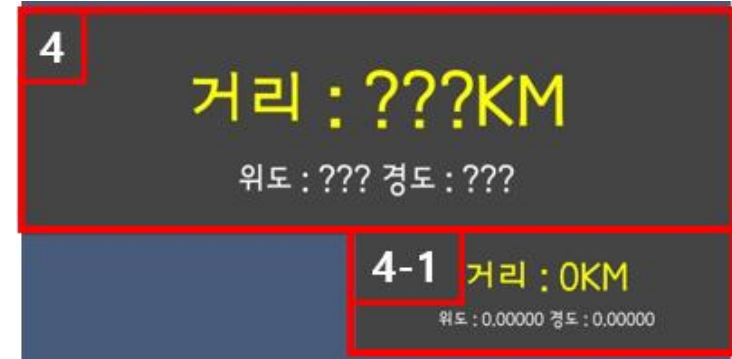 4
거리 : ???KM
위도 : ??? 경도 : ???
4-1
거리 : 0KM
위도 : 0.00000 경도 : 0.00000